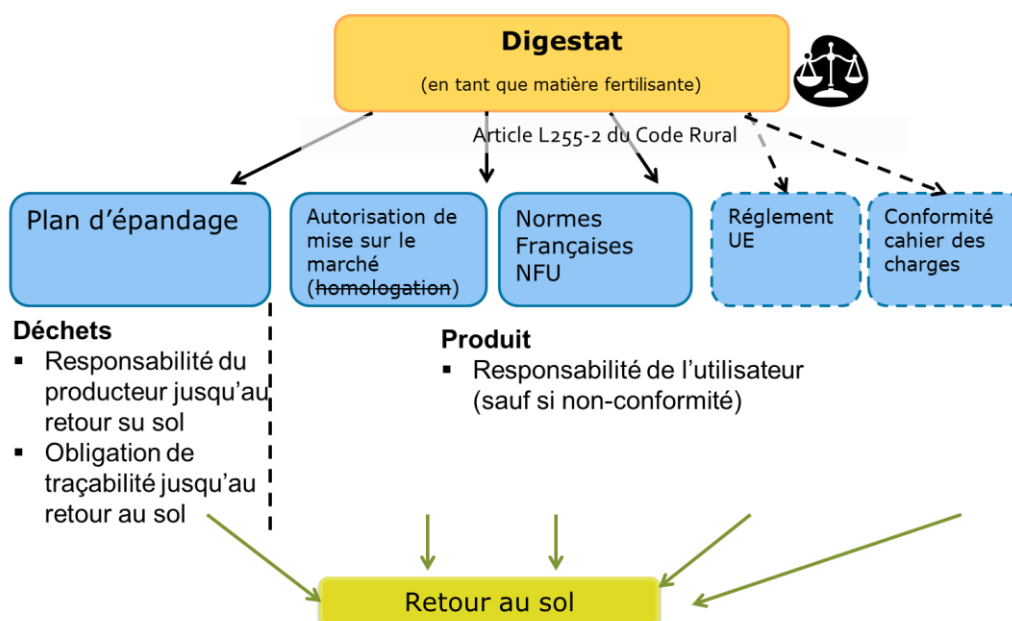 Digestat
(en tant que matière fertilisante)
Article L255-2 du Code Rural
Plan d'épandage
Autorisation de
mise sur le
marché
(homologation)
Normes
Françaises
NFU
Réglement
UE
Conformité
cahier des
charges
Déchets
▪ Responsabilité du
producteur jusqu'au
retour su sol
▪ Obligation de
traçabilité jusqu'au
retour au sol
Produit
▪ Responsabilité de l'utilisateur
(sauf si non-conformité)
Retour au sol